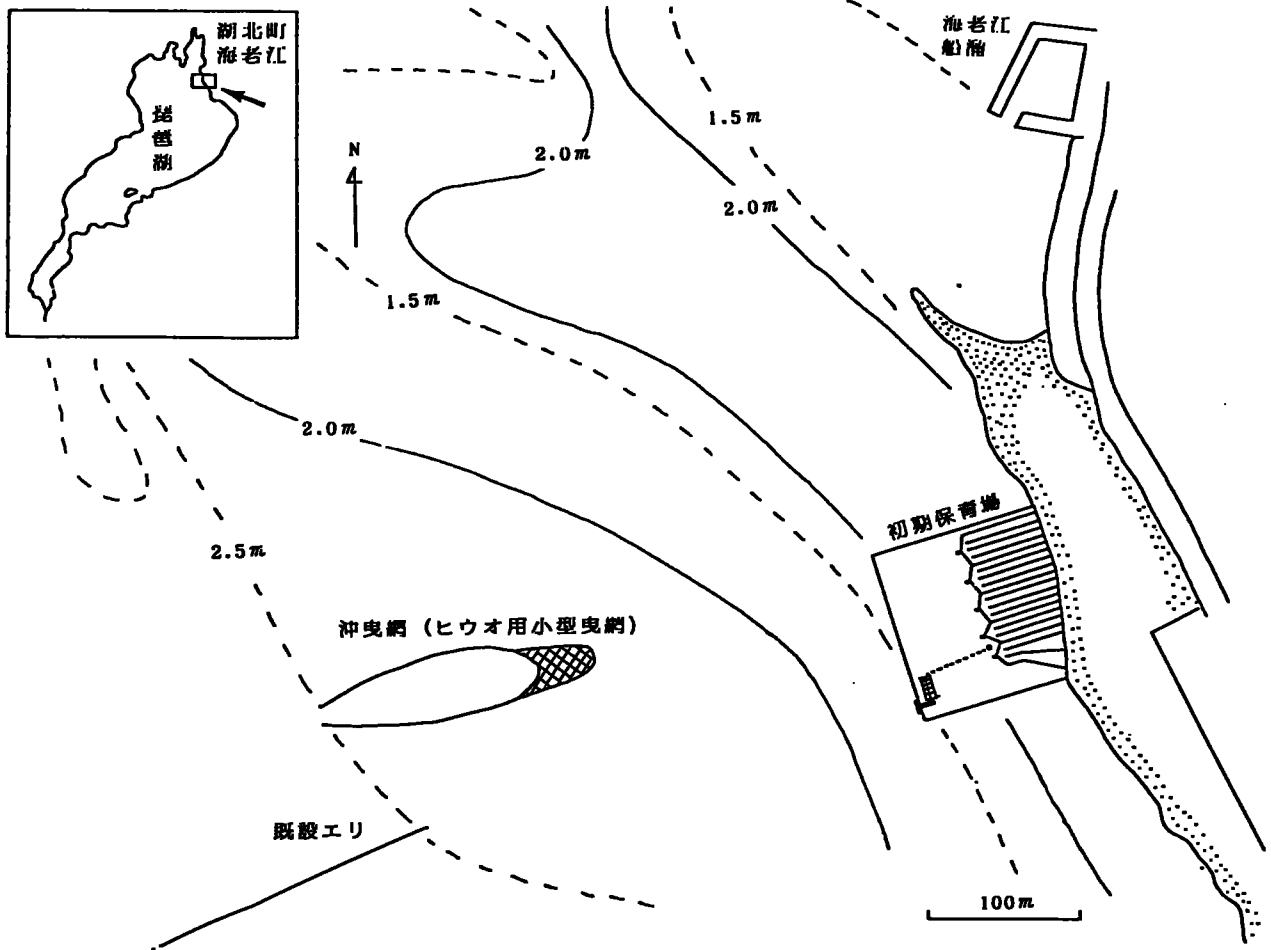 湖北町
海老江
琵琶湖
N
海老江
船溜
1.5m
2.0m
2.0m
1.5m
2.0m
2.5m
初期保育場
沖曳網（ヒウオ用小型曳網）
既設エリ
100m